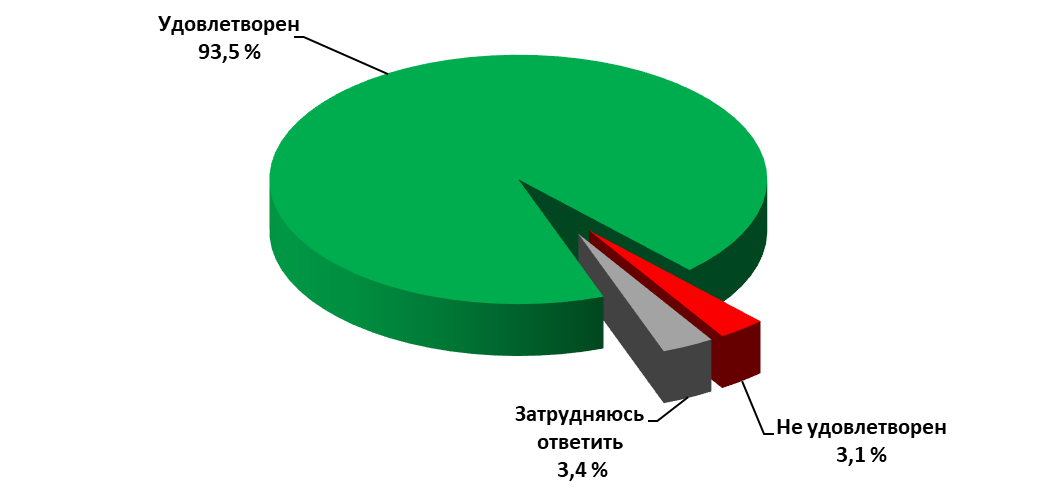 Удовлетворен
93,5 %
Затрудняюсь
ответить
3,4 %
Не удовлетворен
3,1 %